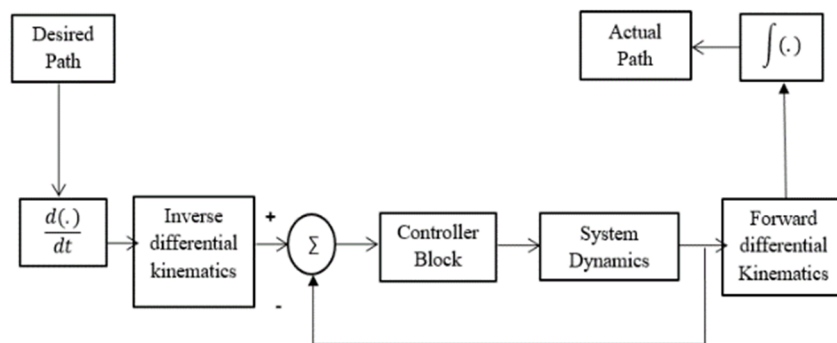 Desired
Path
Actual
Path
∫(.)
d(.)
dt
Inverse
differential
kinematics
+
-
Σ
Controller
Block
System
Dynamics
Forward
differential
Kinematics